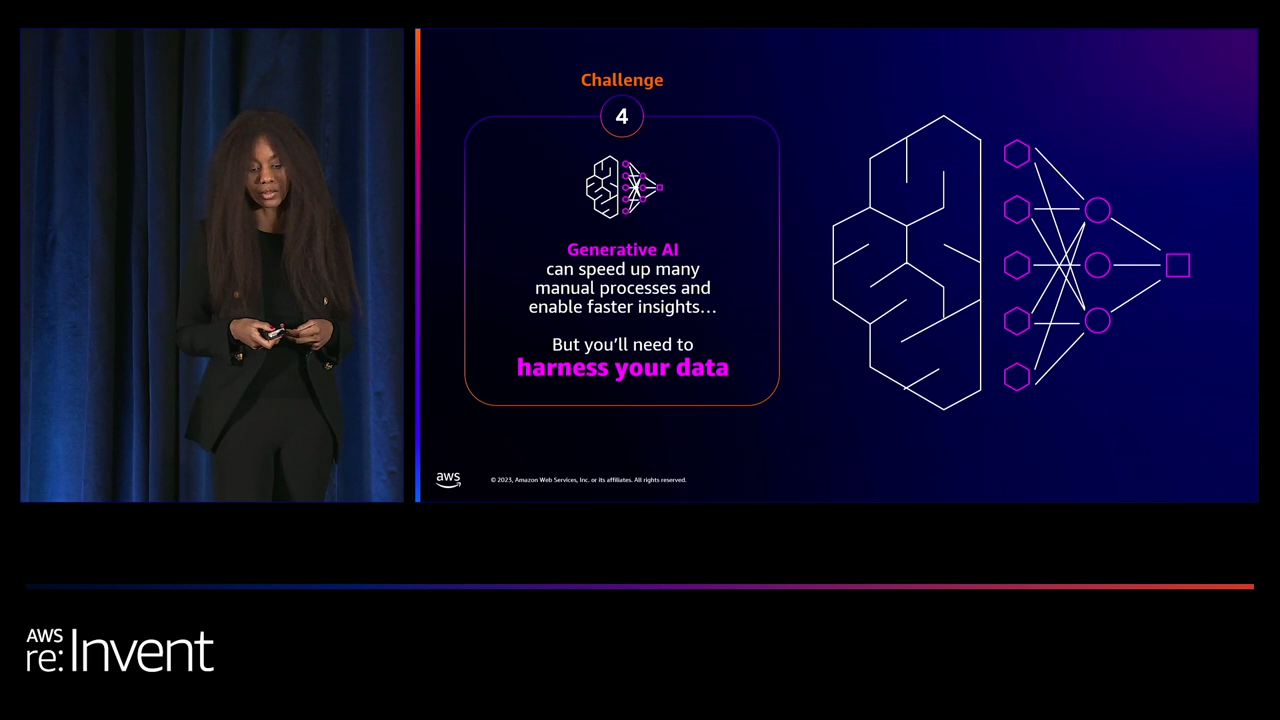 Challenge
4
Generative AI
can speed up many
manual processes and
enable faster insights...
But you'll need to
harness your data
aws
© 2023, Amazon Web Services, Inc. or its affiliates. All rights reserved.
AWS
re:Invent